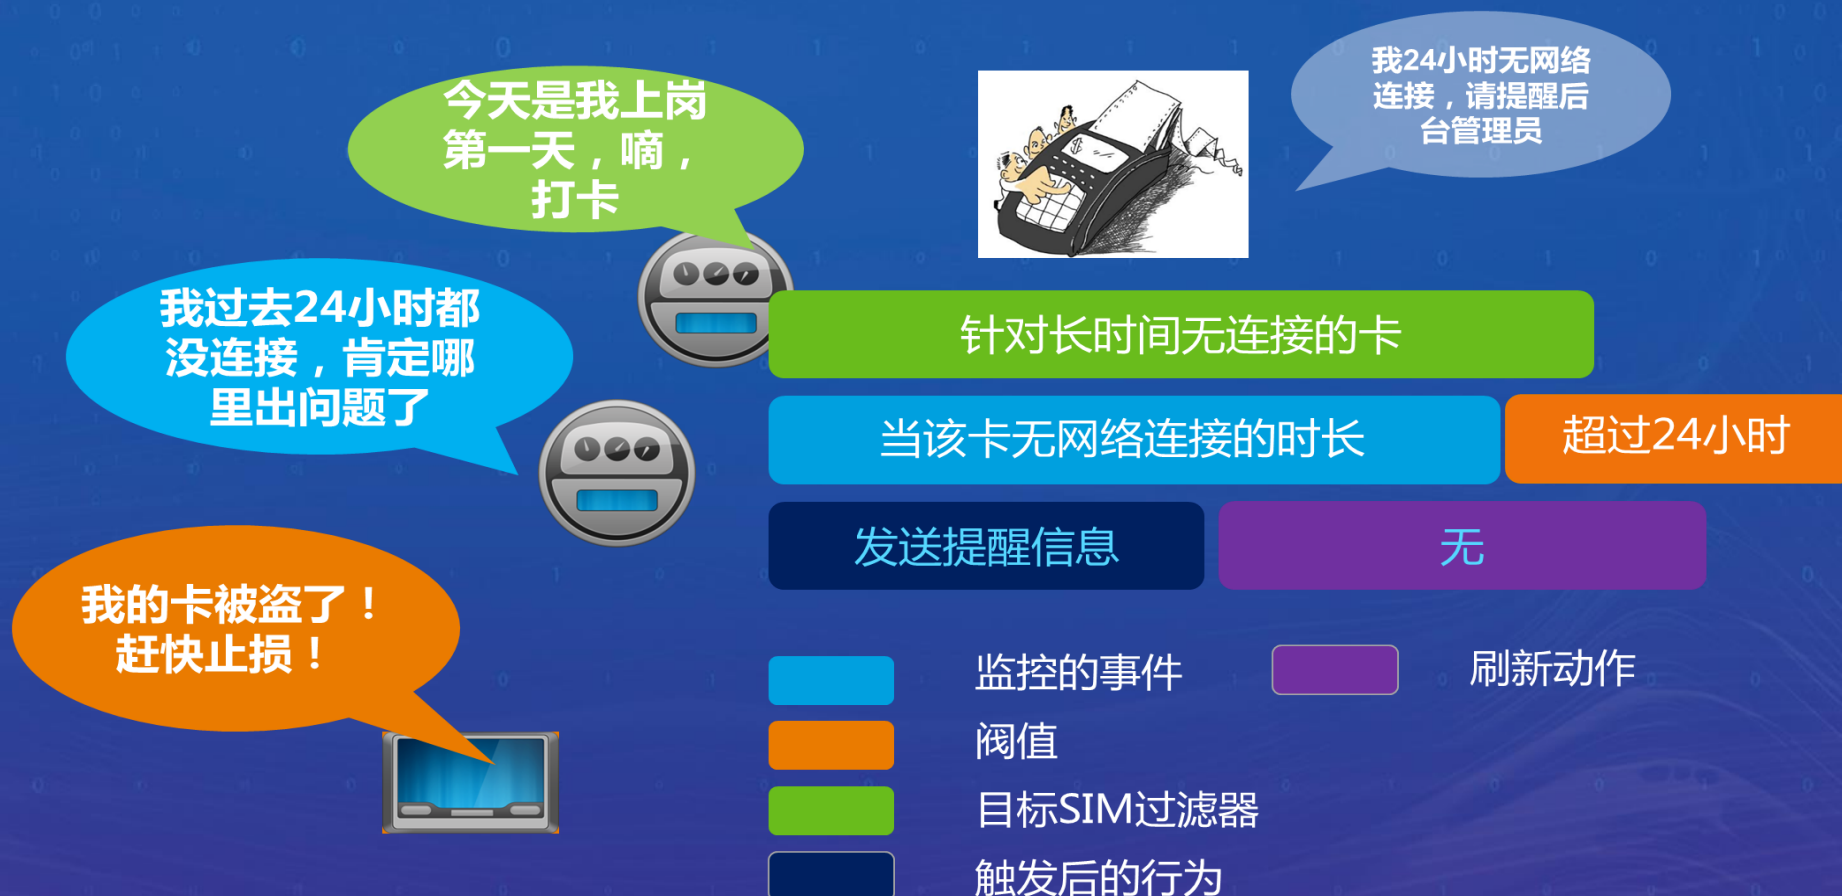 我24小时无网络
连接，请提醒后
台管理员
今天是我上岗
第一天，嘀，
打卡
我过去24小时都
没连接，肯定哪
里出问题了
我的卡被盗了！
赶快止损！
针对长时间无连接的卡
当该卡无网络连接的时长
超过24小时
发送提醒信息
无
监控的事件
刷新动作
阀值
目标SIM过滤器
触发后的行为